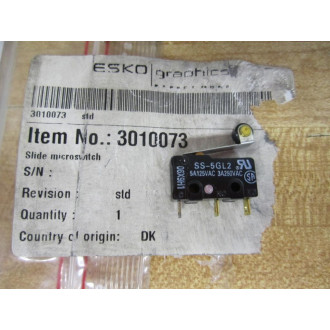 ESKO graphics
3010073 std
Item No.: 3010073
Slide microswitch
S/N :
Revision : std
Quantity : 1
Country of origin: DK
SS-5GL2
5A125VAC 3A250VAC